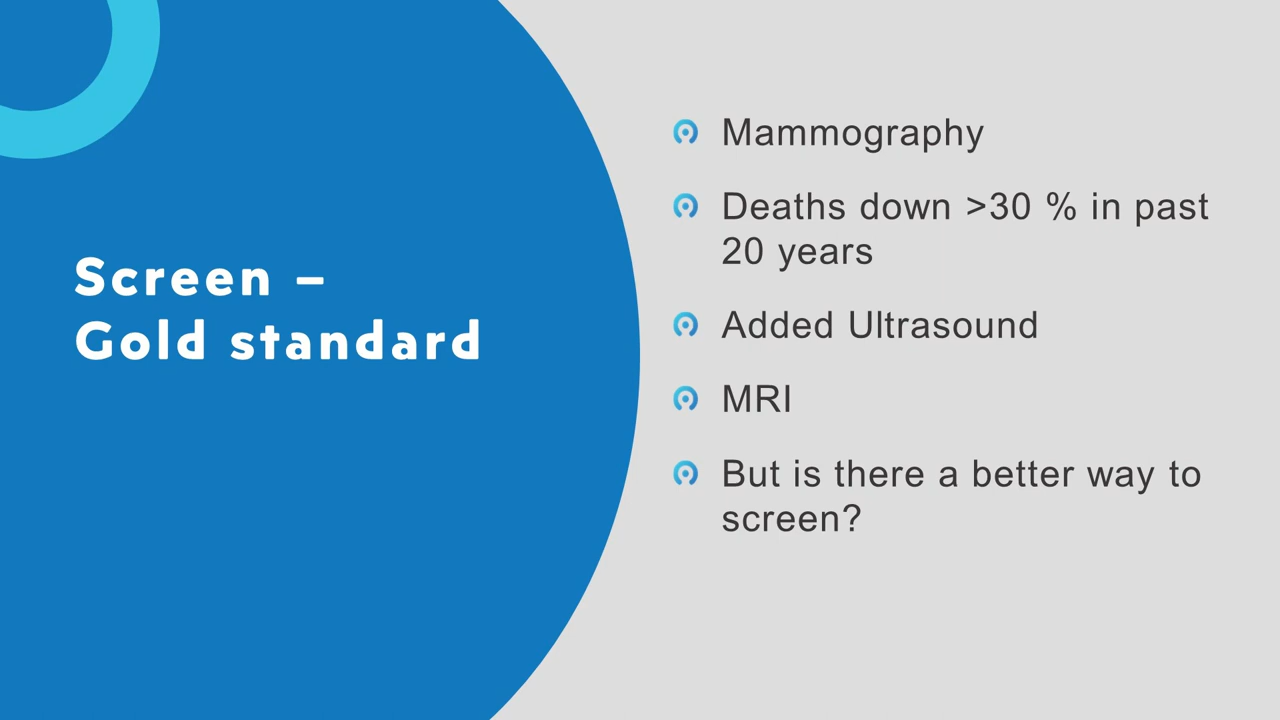 Screen –
Gold standard
Mammography
Deaths down >30 % in past
20 years
Added Ultrasound
MRI
But is there a better way to
screen?